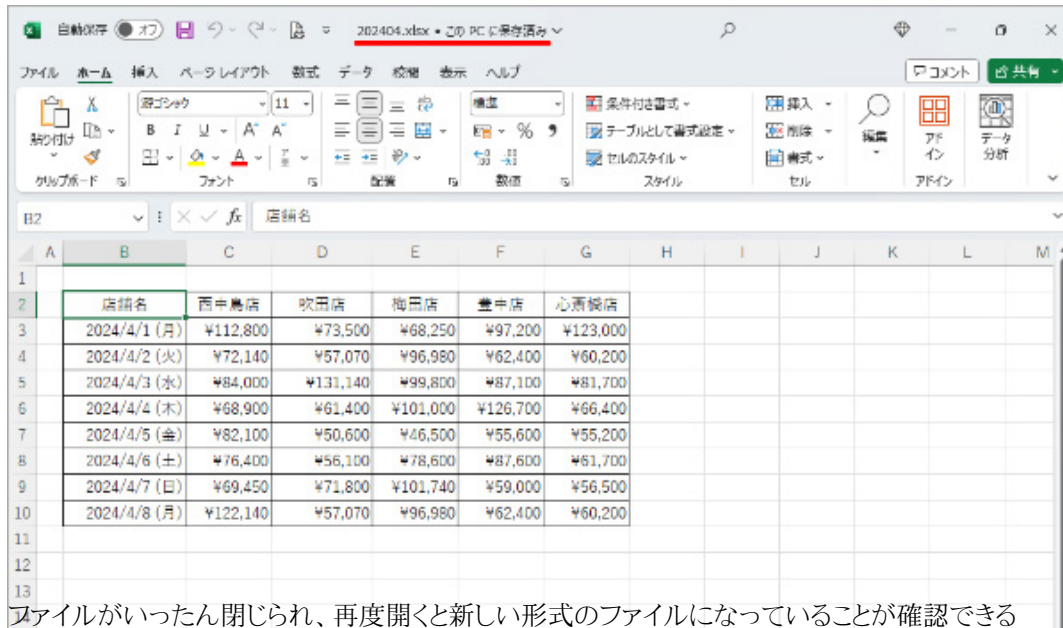 自動保存 オフ 202404.xlsx • この PC に保存済み
ファイル ホーム 挿入 ページ レイアウト 数式 データ 校閲 表示 ヘルプ コメント 共有
貼り付け 游ゴシック 11 標準 条件付き書式 挿入
B I U A A % テーブルとして書式設定 削除 編集 アド イン データ 分析
A セルのスタイル 書式
クリップボード フォント 配置 数値 スタイル セル アドイン
B2 fx 店舗名
A B C D E F G H I J K L M
1
2 店舗名 西中島店 吹田店 梅田店 豊中店 心斎橋店
3 2024/4/1 (月) ¥112,800 ¥73,500 ¥68,250 ¥97,200 ¥123,000
4 2024/4/2 (火) ¥72,140 ¥57,070 ¥96,980 ¥62,400 ¥60,200
5 2024/4/3 (水) ¥84,000 ¥131,140 ¥99,800 ¥87,100 ¥81,700
6 2024/4/4 (木) ¥68,900 ¥61,400 ¥101,000 ¥126,700 ¥66,400
7 2024/4/5 (金) ¥82,100 ¥50,600 ¥46,500 ¥55,600 ¥55,200
8 2024/4/6 (土) ¥76,400 ¥56,100 ¥78,600 ¥87,600 ¥61,700
9 2024/4/7 (日) ¥69,450 ¥71,800 ¥101,740 ¥59,000 ¥56,500
10 2024/4/8 (月) ¥122,140 ¥57,070 ¥96,980 ¥62,400 ¥60,200
11
12
13
ファイルがいったん閉じられ、再度開くと新しい形式のファイルになっていることが確認できる